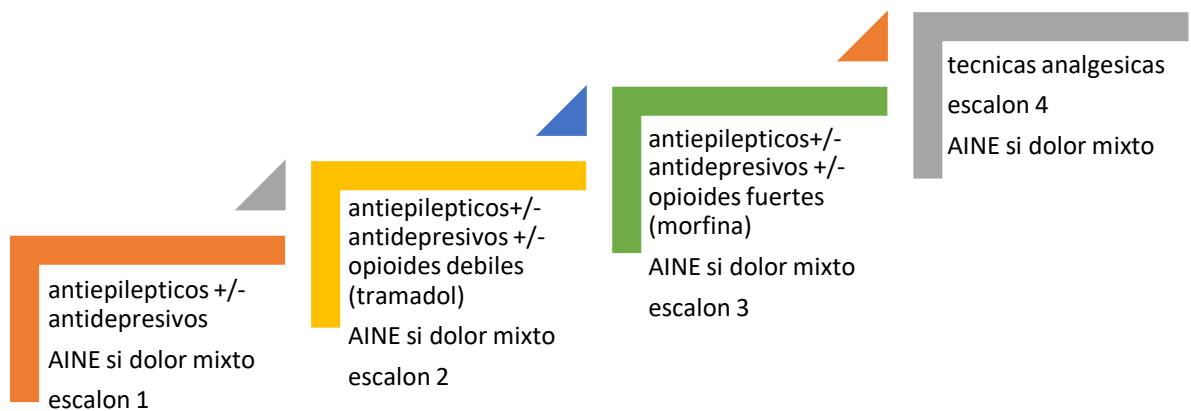 antiepilepticos +/-
antidepresivos
AINE si dolor mixto
escalon 1
antiepilepticos+/-
antidepresivos +/-
opioides debiles
(tramadol)
AINE si dolor mixto
escalon 2
antiepilepticos+/-
antidepresivos +/-
opioides fuertes
(morfina)
AINE si dolor mixto
escalon 3
tecnicas analgesicas
escalon 4
AINE si dolor mixto